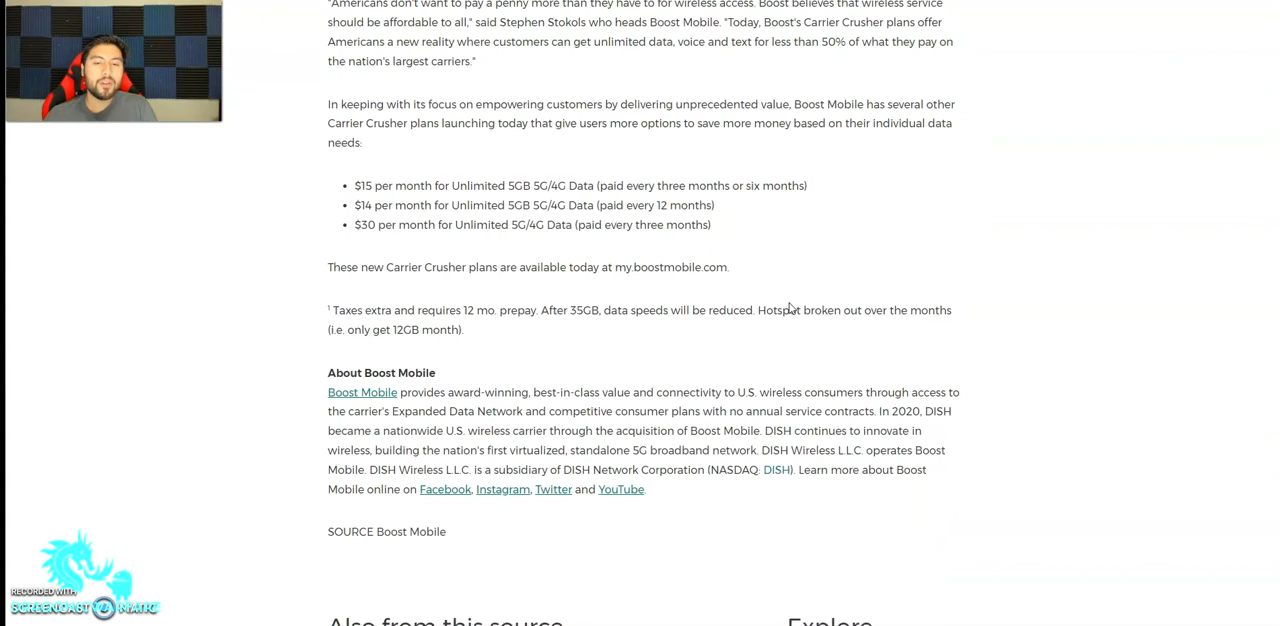 "Americans don't want to pay a penny more than they have to for wireless access. Boost believes that wireless service
should be affordable to all," said Stephen Stokols who heads Boost Mobile. "Today, Boost's Carrier Crusher plans offer
Americans a new reality where customers can get unlimited data, voice and text for less than 50% of what they pay on
the nation's largest carriers."
In keeping with its focus on empowering customers by delivering unprecedented value, Boost Mobile has several other
Carrier Crusher plans launching today that give users more options to save more money based on their individual data
needs:
• $15 per month for Unlimited 5GB 5G/4G Data (paid every three months or six months)
• $14 per month for Unlimited 5GB 5G/4G Data (paid every 12 months)
• $30 per month for Unlimited 5G/4G Data (paid every three months)
These new Carrier Crusher plans are available today at my.boostmobile.com.
¹ Taxes extra and requires 12 mo. prepay. After 35GB, data speeds will be reduced. Hotspot broken out over the months
(i.e. only get 12GB month).
About Boost Mobile
Boost Mobile provides award-winning, best-in-class value and connectivity to U.S. wireless consumers through access to
the carrier's Expanded Data Network and competitive consumer plans with no annual service contracts. In 2020, DISH
became a nationwide U.S. wireless carrier through the acquisition of Boost Mobile. DISH continues to innovate in
wireless, building the nation's first virtualized, standalone 5G broadband network. DISH Wireless L.L.C. operates Boost
Mobile. DISH Wireless L.L.C. is a subsidiary of DISH Network Corporation (NASDAQ: DISH). Learn more about Boost
Mobile online on Facebook, Instagram, Twitter and YouTube.
SOURCE Boost Mobile
RECORDED WITH
SCREENCAST MATIC
Also from this source
Explore